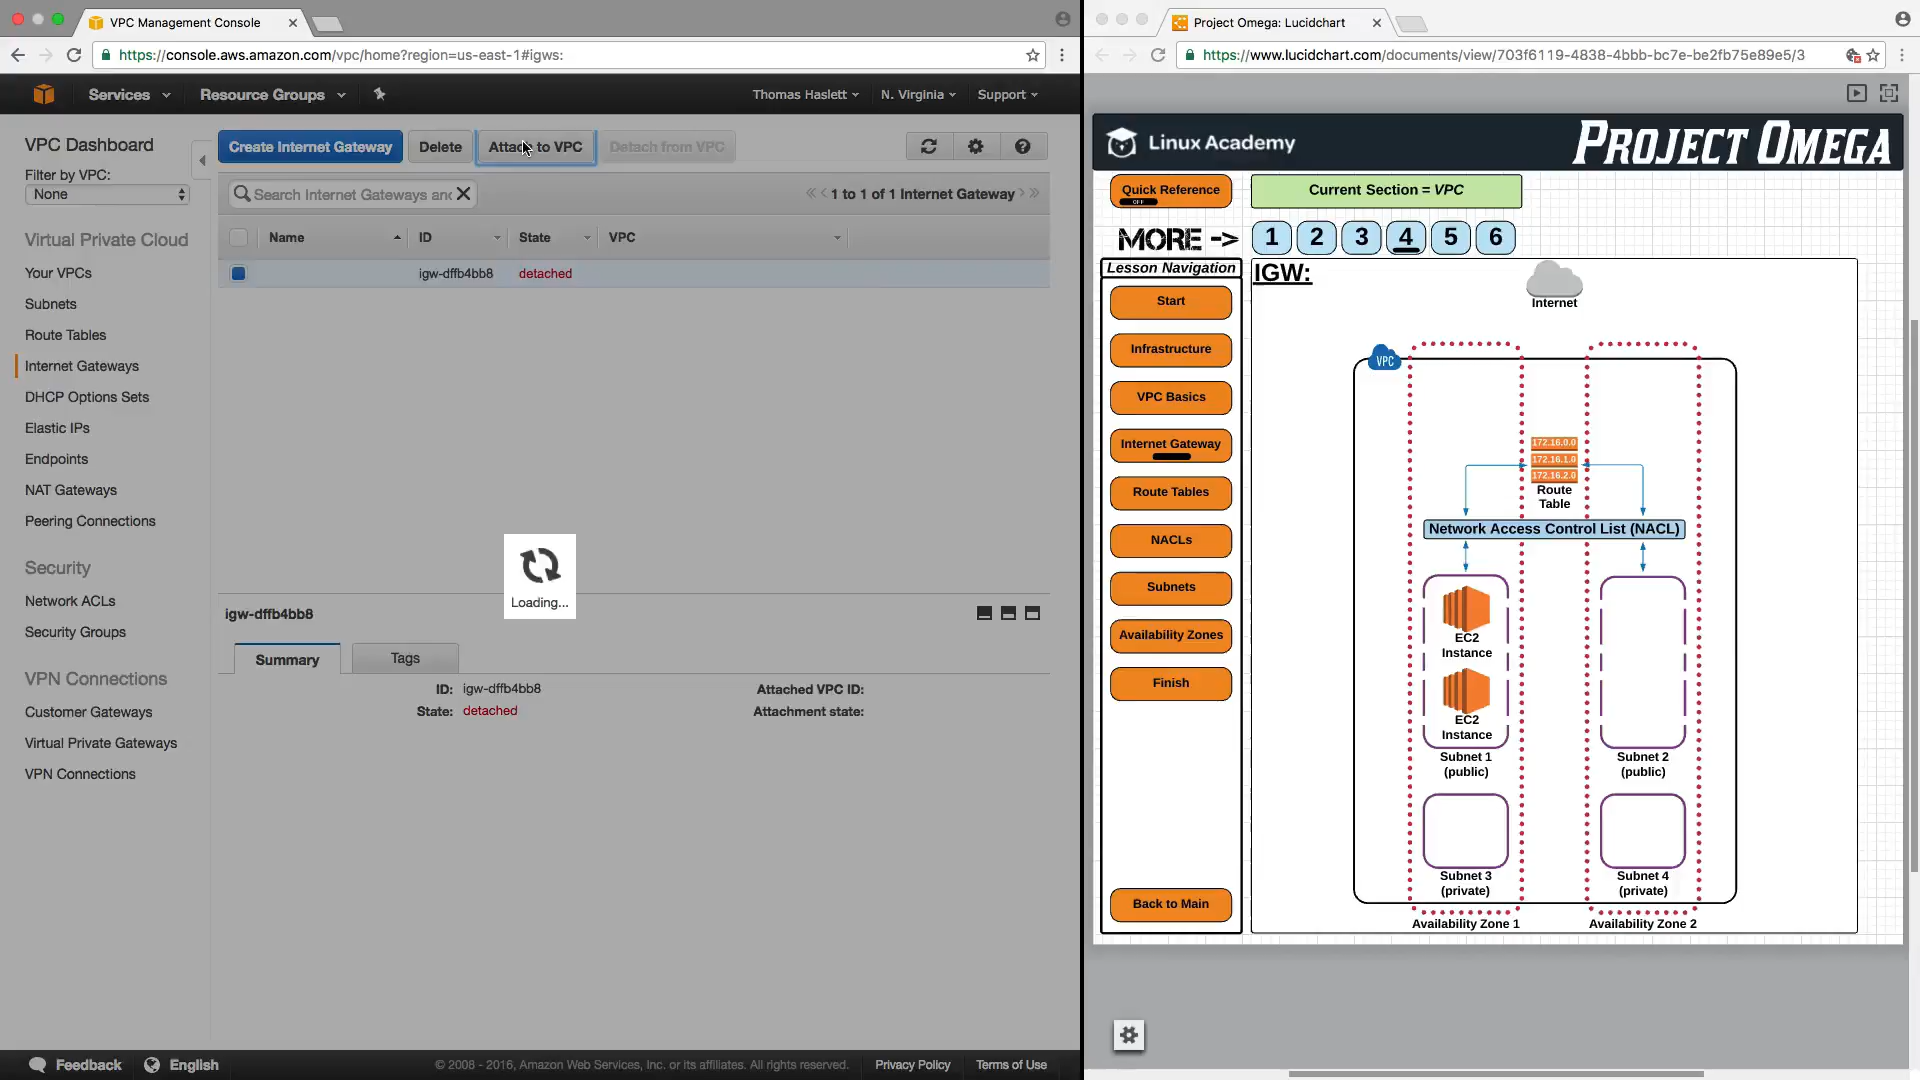 VPC Management Console
Project Omega: Lucidchart
https://console.aws.amazon.com/vpc/home?region=us-east-1#igws:
https://www.lucidchart.com/documents/view/703f6119-4838-4bbb-bc7e-be2fb75e89e5/3
Services
Resource Groups
Thomas Haslett
N. Virginia
Support
VPC Dashboard
Filter by VPC:
None
Virtual Private Cloud
Your VPCs
Subnets
Route Tables
Internet Gateways
DHCP Options Sets
Elastic IPs
Endpoints
NAT Gateways
Peering Connections
Security
Network ACLs
Security Groups
VPN Connections
Customer Gateways
Virtual Private Gateways
VPN Connections
Create Internet Gateway
Delete
Attach to VPC
Detach from VPC
Search Internet Gateways and
1 to 1 of 1 Internet Gateway
Name ID State VPC
igw-dffb4bb8 detached
Loading...
igw-dffb4bb8
Summary
Tags
ID: igw-dffb4bb8
State: detached
Attached VPC ID:
Attachment state:
Feedback
English
© 2008 - 2016, Amazon Web Services, Inc. or its affiliates. All rights reserved.
Privacy Policy
Terms of Use
Linux Academy
PROJECT OMEGA
Quick Reference
OFF
Current Section = VPC
MORE ->
1 2 3 4 5 6
Lesson Navigation
Start
Infrastructure
VPC Basics
Internet Gateway
Route Tables
NACLs
Subnets
Availability Zones
Finish
Back to Main
IGW:
Internet
VPC
172.16.0.0
172.16.1.0
172.16.2.0
Route
Table
Network Access Control List (NACL)
EC2
Instance
EC2
Instance
Subnet 1
(public)
Subnet 2
(public)
Subnet 3
(private)
Subnet 4
(private)
Availability Zone 1
Availability Zone 2